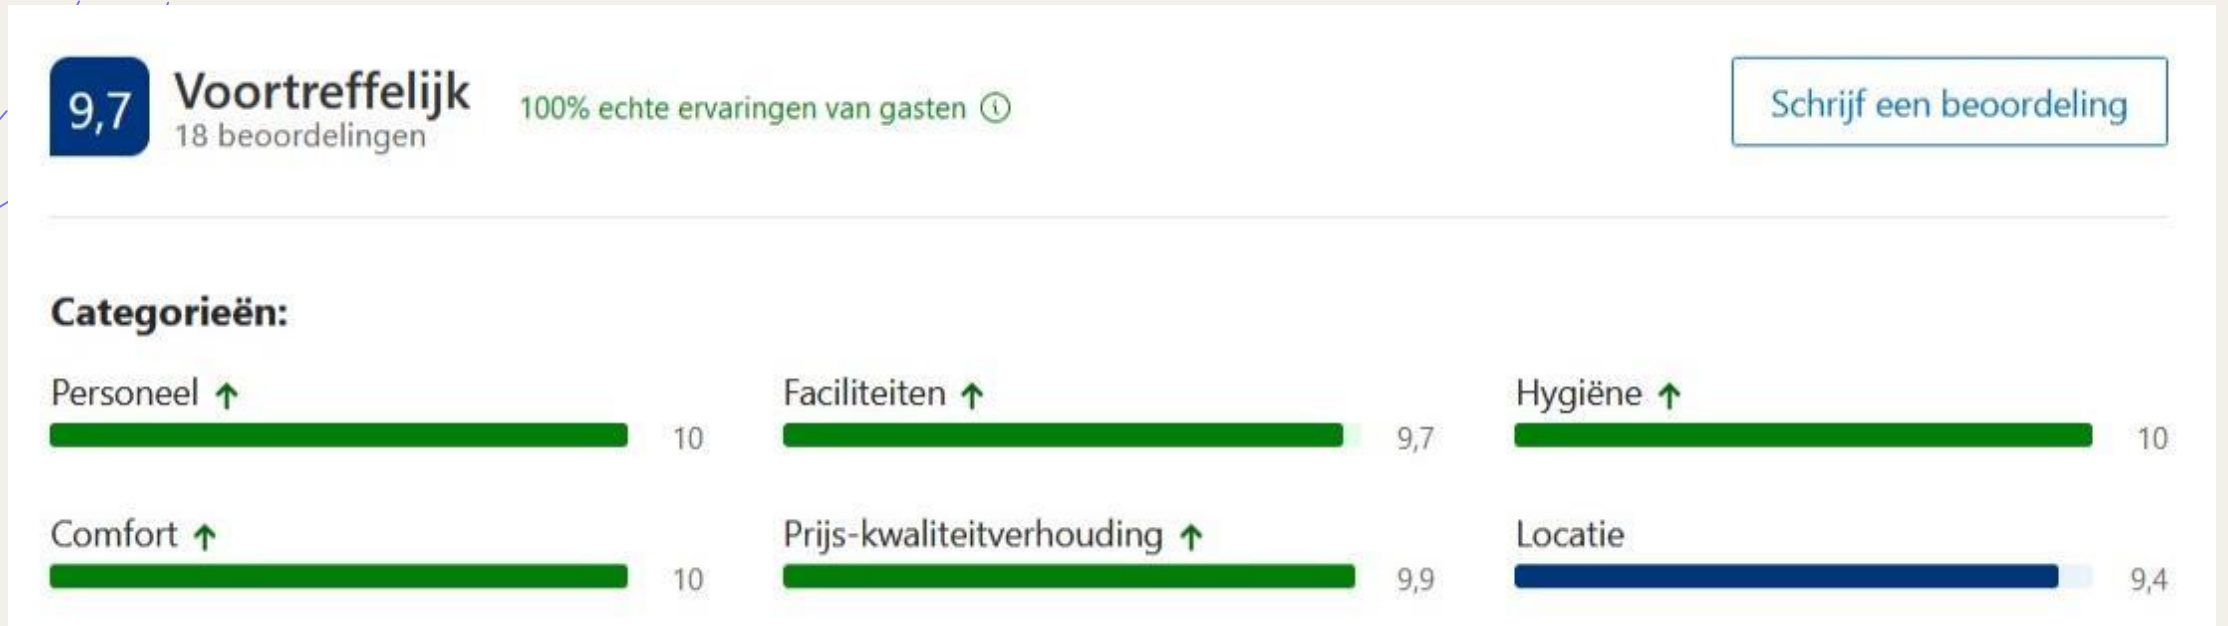 9,7
Voortreffelijk
18 beoordelingen
100% echte ervaringen van gasten
Schrijf een beoordeling
Categorieën:
Personeel ↑
10
Faciliteiten ↑
9,7
Hygiëne ↑
10
Comfort ↑
10
Prijs-kwaliteitverhouding ↑
9,9
Locatie
9,4